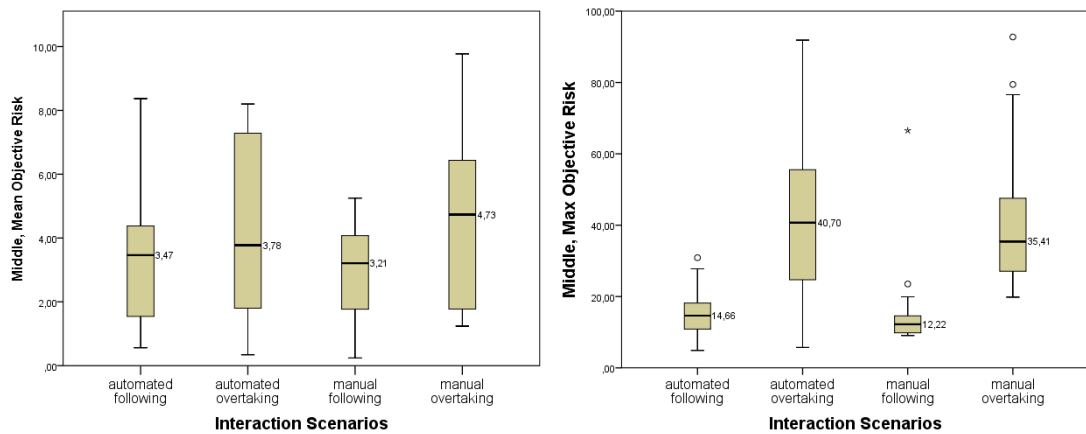 Middle, Mean Objective Risk
10,00
8,00
6,00
4,00
2,00
,00
3,47
3,78
3,21
4,73
automated following
automated overtaking
manual following
manual overtaking
Interaction Scenarios
Middle, Max Objective Risk
100,00
80,00
60,00
40,00
20,00
,00
14,66
40,70
12,22
35,41
automated following
automated overtaking
manual following
manual overtaking
Interaction Scenarios